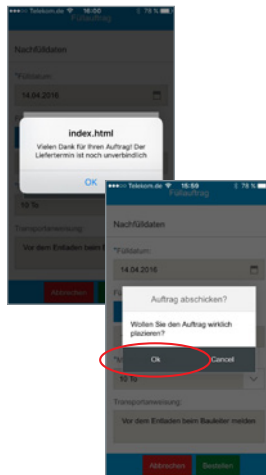 Telekom.de 16:00 78 %
Füllauftrag
Nachfülldaten
*Fülldatum:
14.04.2016
index.html
Vielen Dank für Ihren Auftrag! Der
Liefertermin ist noch unverbindlich
OK
10 To
Transportanweisung:
Vor dem Entladen beim
Abbrechen
Telekom.de 15:59 78 %
Füllauftrag
Nachfülldaten
*Fülldatum:
14.04.2016
Auftrag abschicken?
Wollen Sie den Auftrag wirklich
plazieren?
Ok Cancel
10 To
Transportanweisung:
Vor dem Entladen beim Bauleiter melden
Abbrechen Bestellen